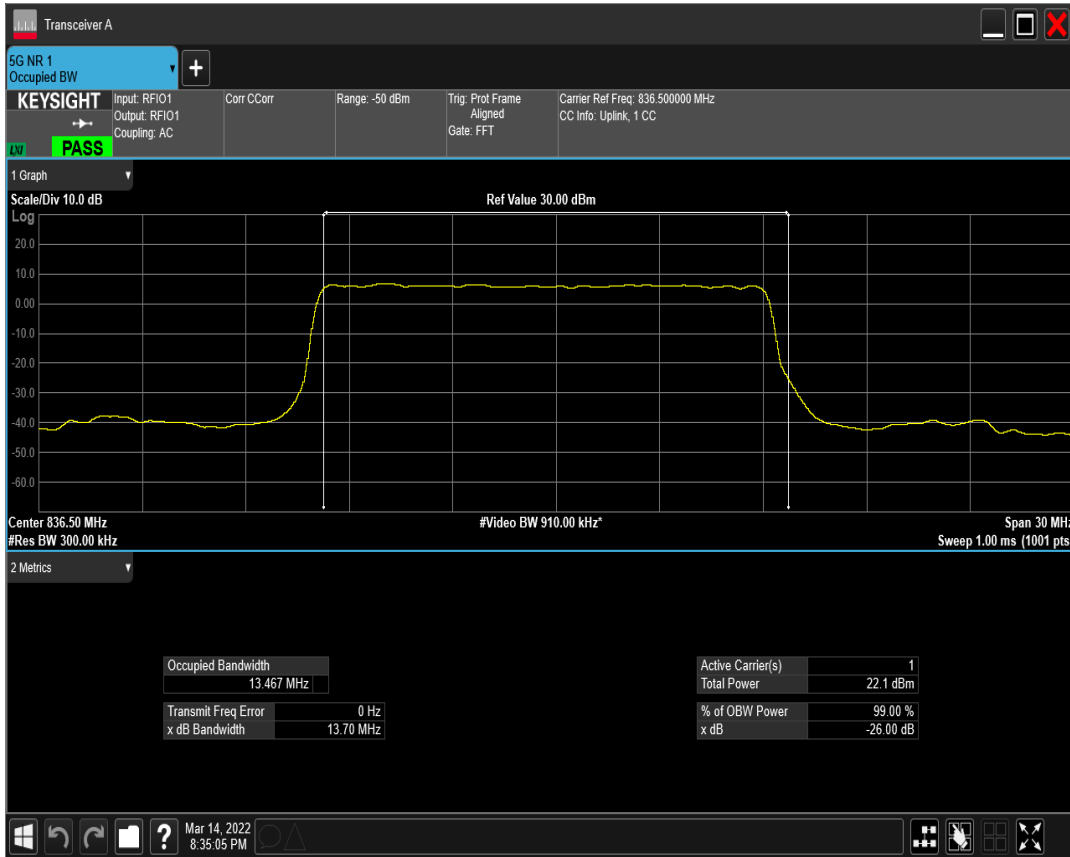 Transceiver A
5G NR 1
Occupied BW
KEYSIGHT
LXI
PASS
Input: RFIO1
Output: RFIO1
Coupling: AC
Corr CCorr
Range: -50 dBm
Trig: Prot Frame
Aligned
Gate: FFT
Carrier Ref Freq: 836.500000 MHz
CC Info: Uplink, 1 CC
1 Graph
Scale/Div 10.0 dB
Ref Value 30.00 dBm
Log
20.0
10.0
0.00
-10.0
-20.0
-30.0
-40.0
-50.0
-60.0
Center 836.50 MHz
#Video BW 910.00 kHz*
Span 30 MHz
#Res BW 300.00 kHz
Sweep 1.00 ms (1001 pts
2 Metrics
Occupied Bandwidth
13.467 MHz
Transmit Freq Error 0 Hz
x dB Bandwidth 13.70 MHz
Active Carrier(s) 1
Total Power 22.1 dBm
% of OBW Power 99.00 %
x dB -26.00 dB
?
Mar 14, 2022
8:35:05 PM